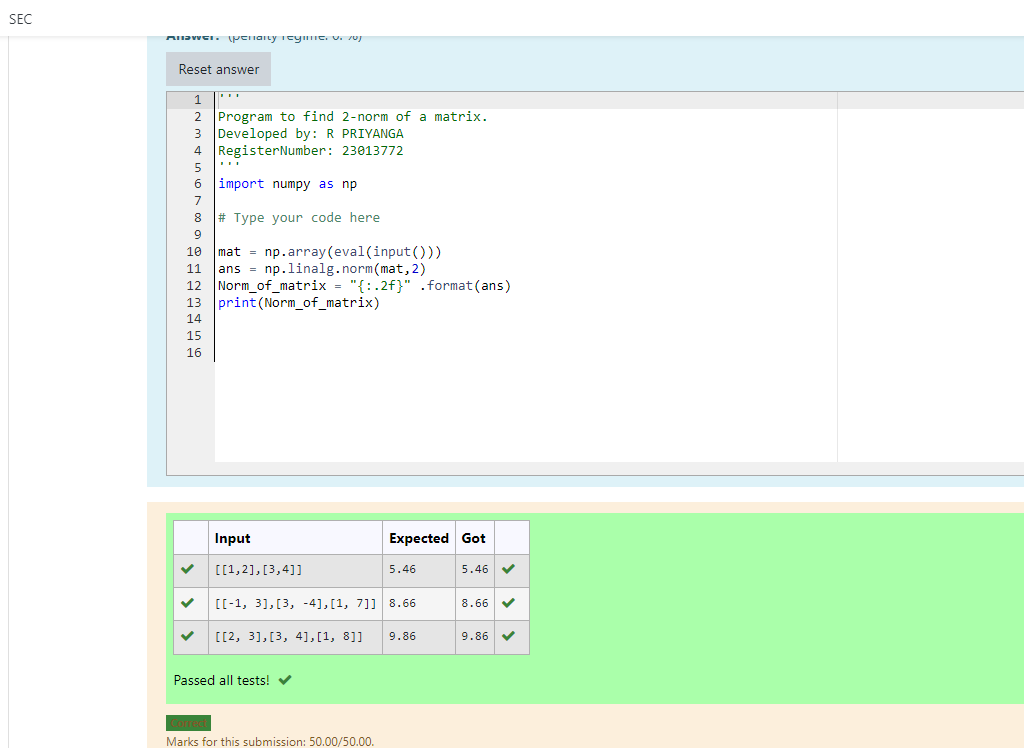 SEC
Answer: (penalty regime: 0. %)
Reset answer
1 '''
2 Program to find 2-norm of a matrix.
3 Developed by: R PRIYANGA
4 RegisterNumber: 23013772
5 '''
6 import numpy as np
7
8 # Type your code here
9
10 mat = np.array(eval(input()))
11 ans = np.linalg.norm(mat,2)
12 Norm_of_matrix = "{:.2f}" .format(ans)
13 print(Norm_of_matrix)
14
15
16
Input Expected Got
[[1,2],[3,4]] 5.46 5.46
[[-1, 3],[3, -4],[1, 7]] 8.66 8.66
[[2, 3],[3, 4],[1, 8]] 9.86 9.86
Passed all tests!
Correct
Marks for this submission: 50.00/50.00.